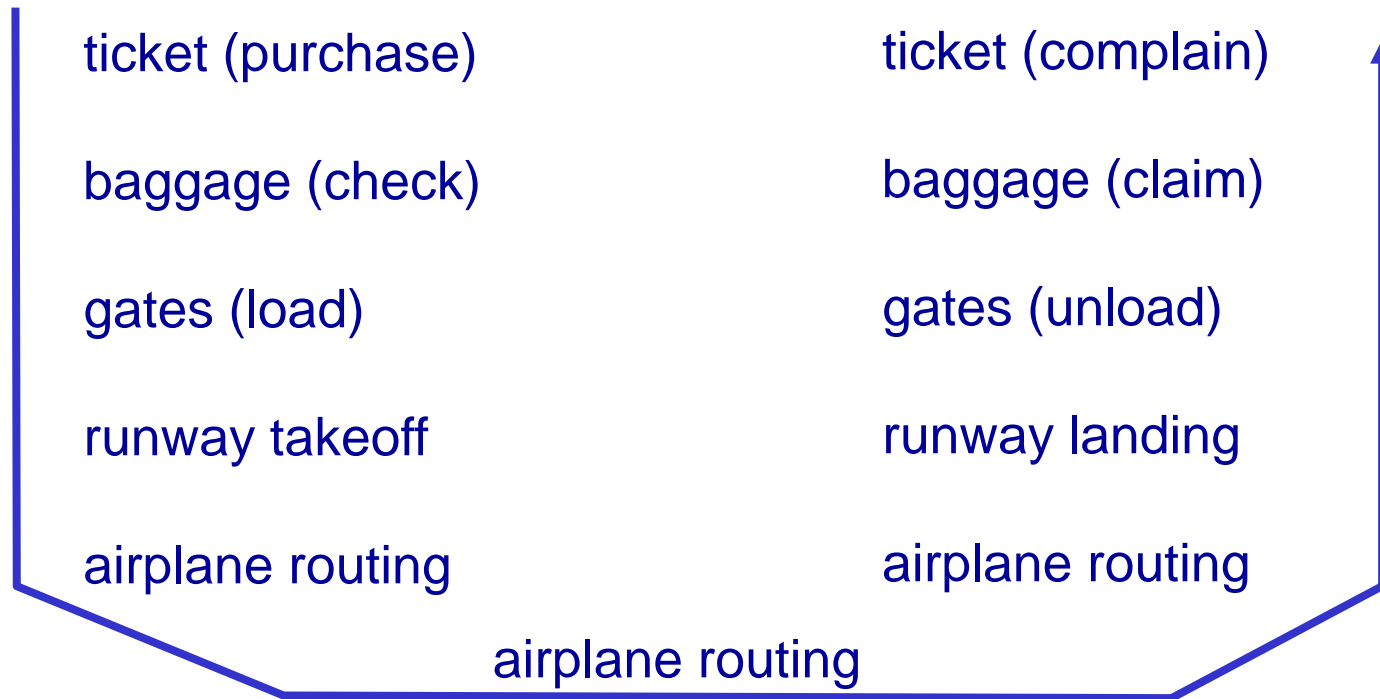 ticket (purchase)
baggage (check)
gates (load)
runway takeoff
airplane routing
airplane routing
ticket (complain)
baggage (claim)
gates (unload)
runway landing
airplane routing